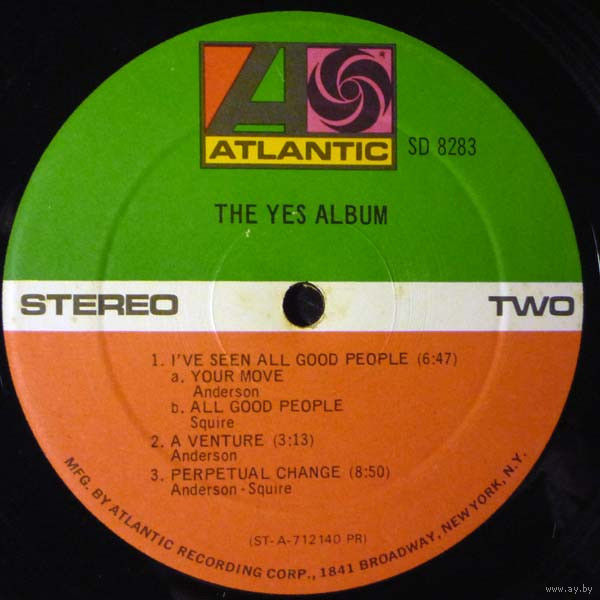 ATLANTIC
SD 8283
THE YES ALBUM
STEREO
TWO
1. I'VE SEEN ALL GOOD PEOPLE (6:47)
a. YOUR MOVE
Anderson
b. ALL GOOD PEOPLE
Squire
2. A VENTURE (3:13)
Anderson
3. PERPETUAL CHANGE (8:50)
Anderson - Squire
(ST-A-712140 PR)
MFG. BY ATLANTIC RECORDING CORP., 1841 BROADWAY, NEW YORK, N.Y.
www.ay.by